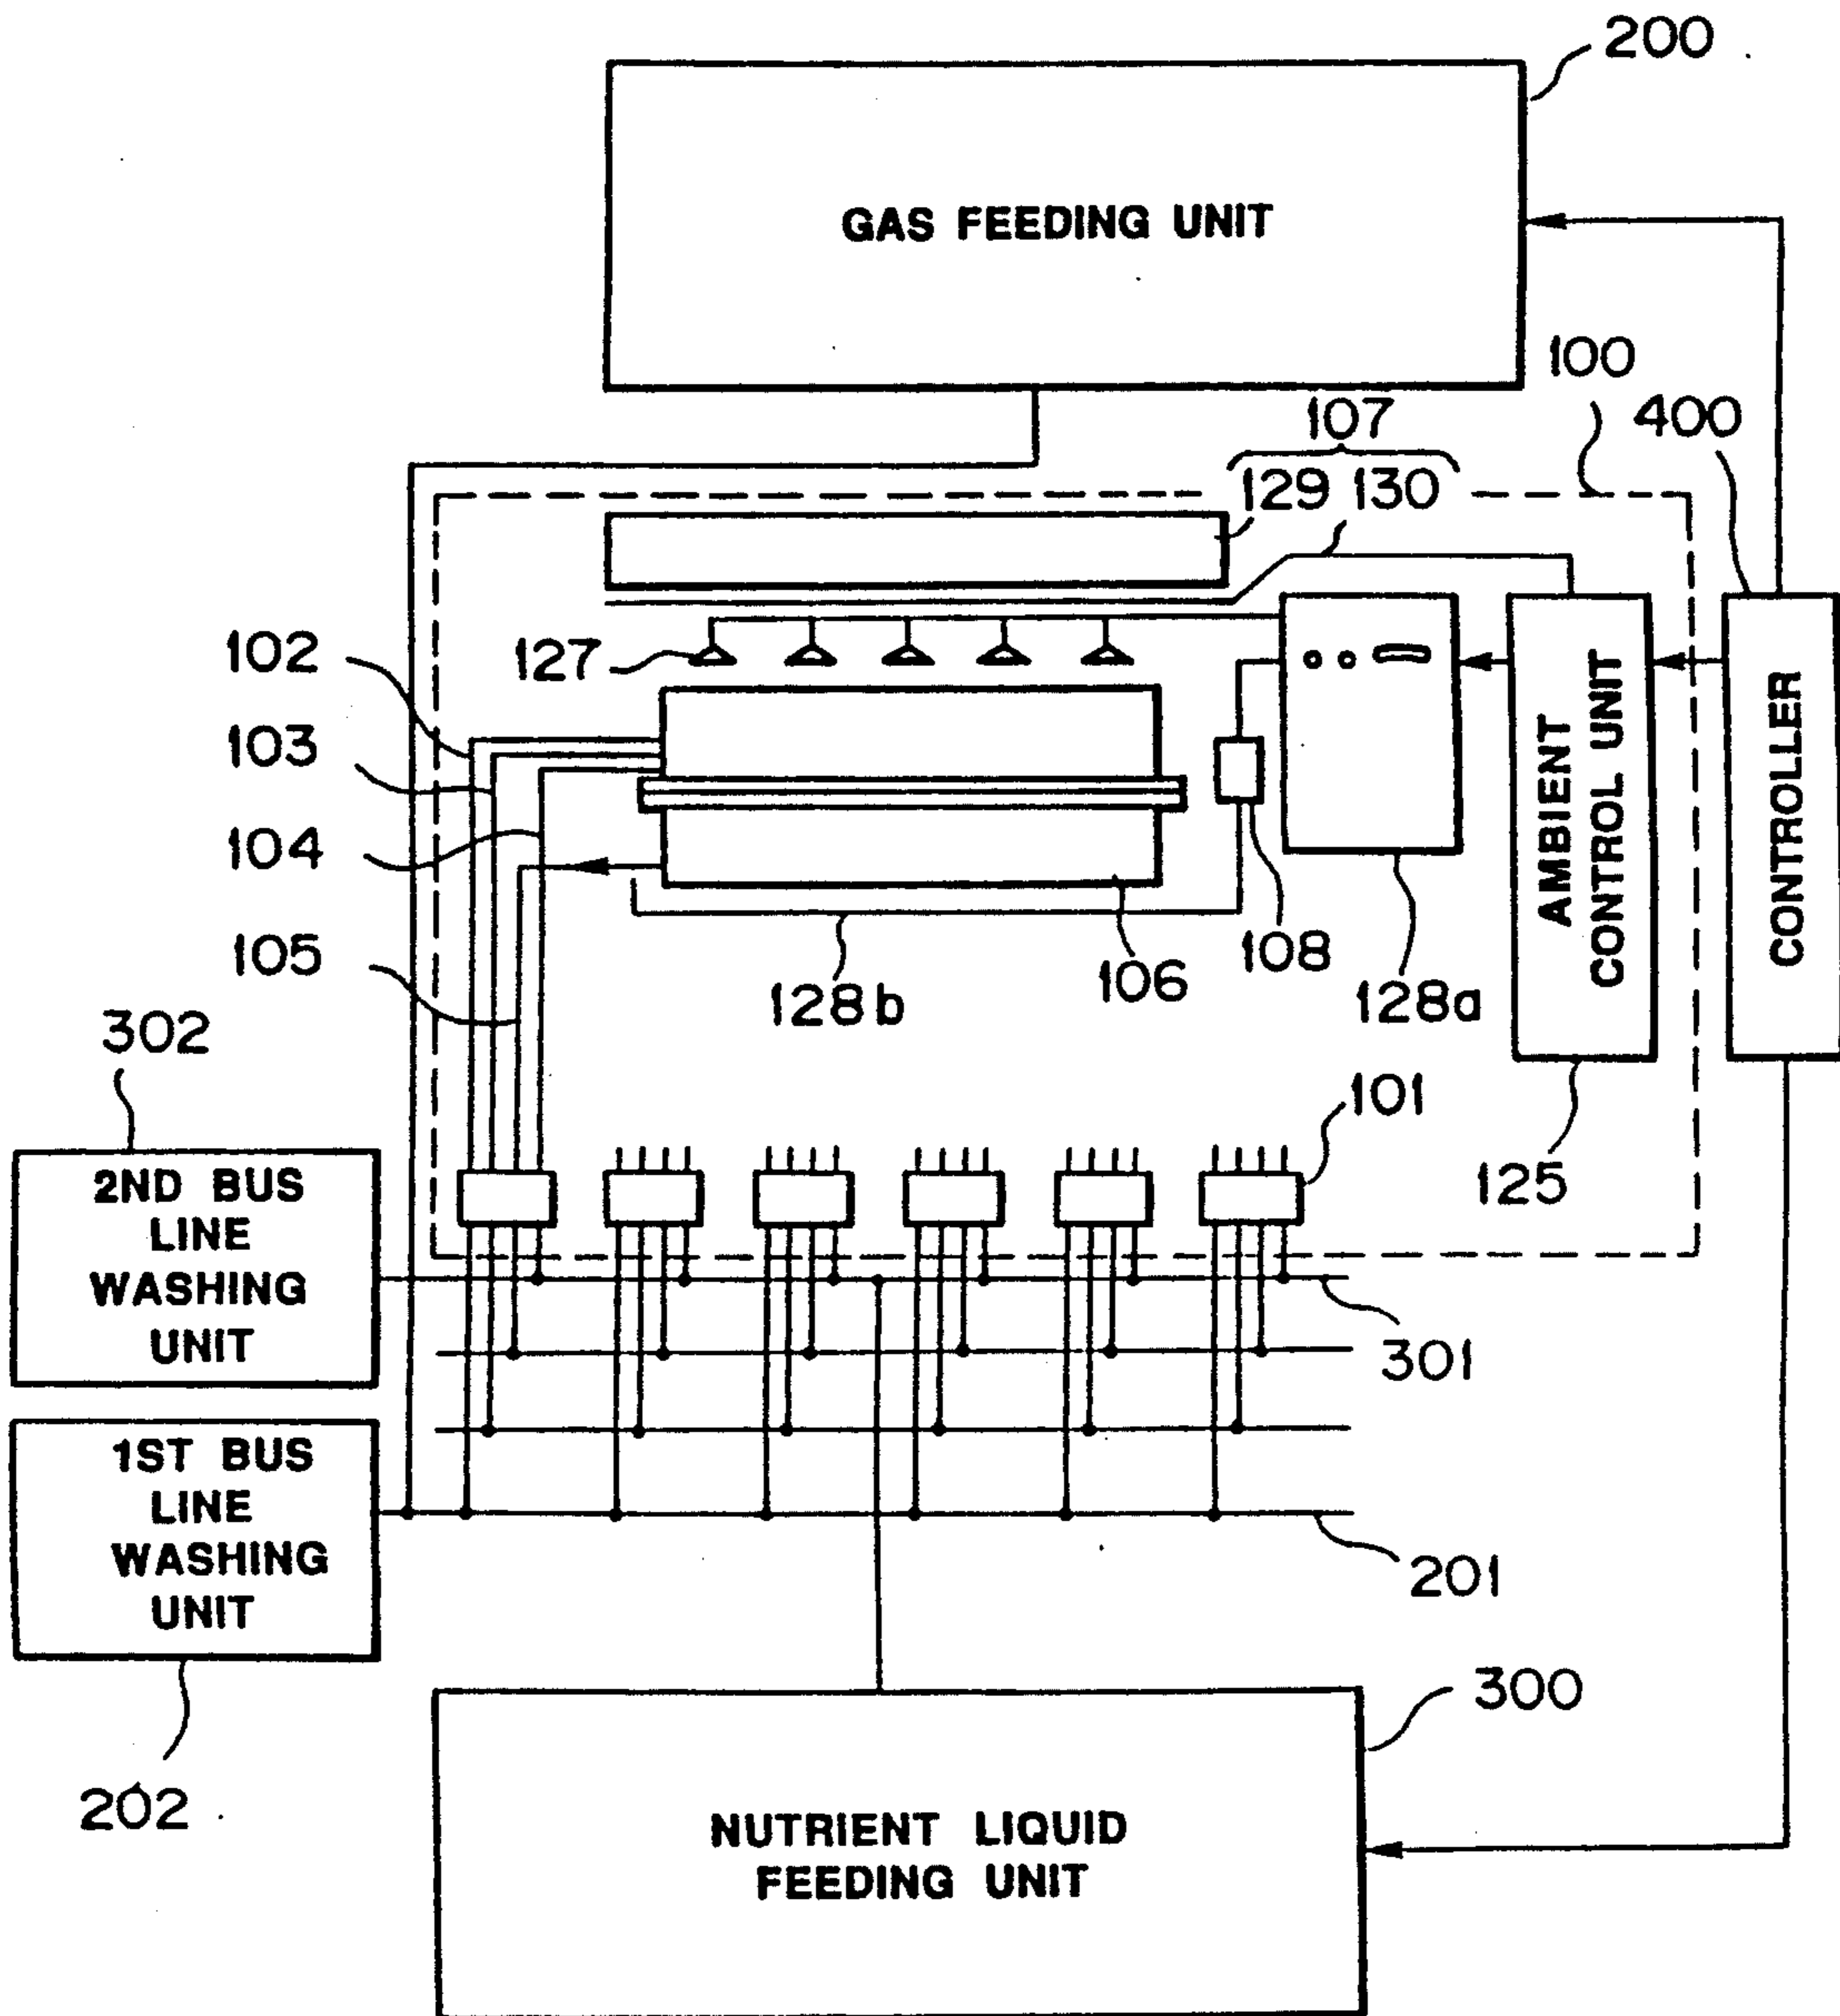 200
GAS FEEDING UNIT
100
400
107
129 130
102
127
103
104
105
128b
106
108
128a
AMBIENT
CONTROL UNIT
CONTROLLER
302
101
125
2ND BUS
LINE
WASHING
UNIT
301
1ST BUS
LINE
WASHING
UNIT
201
202
300
NUTRIENT LIQUID
FEEDING UNIT